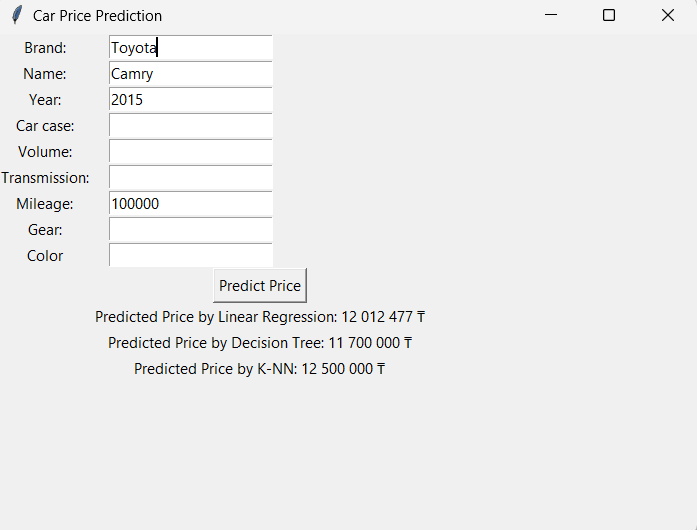 Car Price Prediction
Brand: Toyota
Name: Camry
Year: 2015
Car case:
Volume:
Transmission:
Mileage: 100000
Gear:
Color
Predict Price
Predicted Price by Linear Regression: 12 012 477 ₸
Predicted Price by Decision Tree: 11 700 000 ₸
Predicted Price by K-NN: 12 500 000 ₸